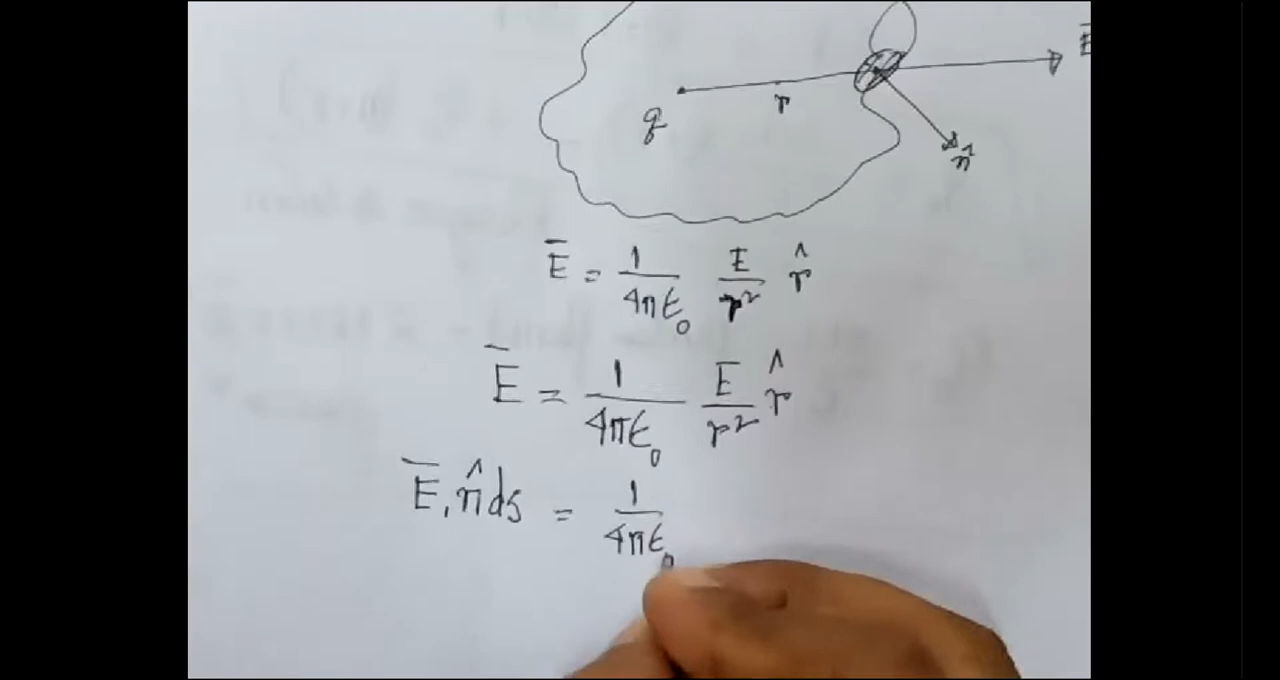 E
r
q
n̂
E̅ = 1/4πε₀ E/r² r̂
E̅ = 1/4πε₀ E/r² r̂
E̅. n̂ ds = 1/4πε₀